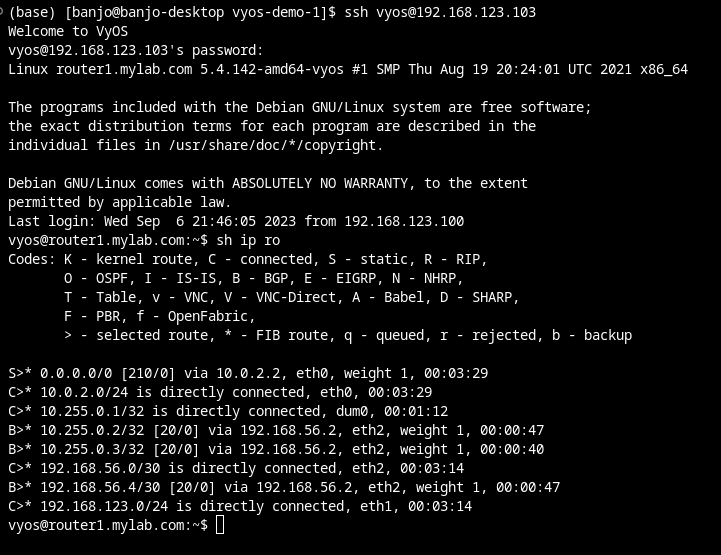 (base) [banjo@banjo-desktop vyos-demo-1]$ ssh vyos@192.168.123.103
Welcome to VyOS
vyos@192.168.123.103's password:
Linux router1.mylab.com 5.4.142-amd64-vyos #1 SMP Thu Aug 19 20:24:01 UTC 2021 x86_64

The programs included with the Debian GNU/Linux system are free software;
the exact distribution terms for each program are described in the
individual files in /usr/share/doc/*/copyright.

Debian GNU/Linux comes with ABSOLUTELY NO WARRANTY, to the extent
permitted by applicable law.
Last login: Wed Sep  6 21:46:05 2023 from 192.168.123.100
vyos@router1.mylab.com:~$ sh ip ro
Codes: K - kernel route, C - connected, S - static, R - RIP,
       O - OSPF, I - IS-IS, B - BGP, E - EIGRP, N - NHRP,
       T - Table, v - VNC, V - VNC-Direct, A - Babel, D - SHARP,
       F - PBR, f - OpenFabric,
       > - selected route, * - FIB route, q - queued, r - rejected, b - backup

S>* 0.0.0.0/0 [210/0] via 10.0.2.2, eth0, weight 1, 00:03:29
C>* 10.0.2.0/24 is directly connected, eth0, 00:03:29
C>* 10.255.0.1/32 is directly connected, dum0, 00:01:12
B>* 10.255.0.2/32 [20/0] via 192.168.56.2, eth2, weight 1, 00:00:47
B>* 10.255.0.3/32 [20/0] via 192.168.56.2, eth2, weight 1, 00:00:40
C>* 192.168.56.0/30 is directly connected, eth2, 00:03:14
B>* 192.168.56.4/30 [20/0] via 192.168.56.2, eth2, weight 1, 00:00:47
C>* 192.168.123.0/24 is directly connected, eth1, 00:03:14
vyos@router1.mylab.com:~$